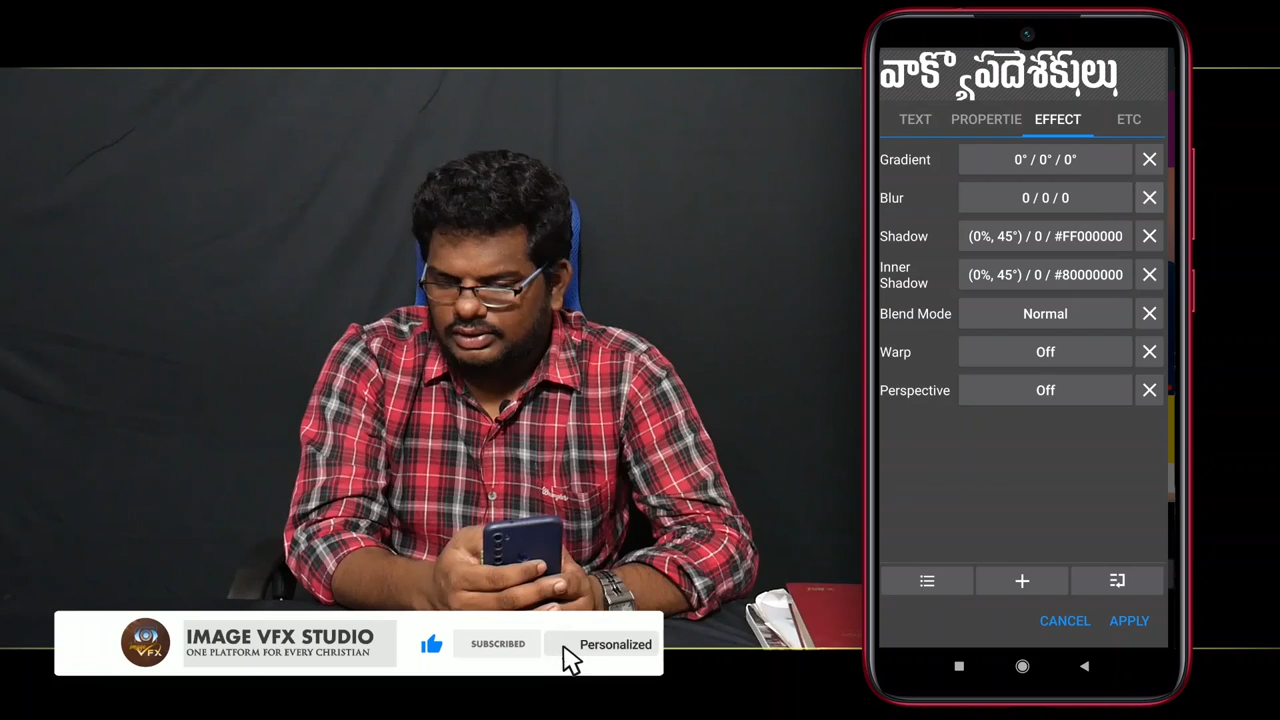 వాక్యోపదేశకులు
TEXT
PROPERTIE
EFFECT
ETC
Gradient
0° / 0° / 0°
Blur
0 / 0 / 0
Shadow
(0%, 45°) / 0 / #FF000000
Inner
Shadow
(0%, 45°) / 0 / #80000000
Blend Mode
Normal
Warp
Off
Perspective
Off
CANCEL
APPLY
VFX
IMAGE VFX STUDIO
ONE PLATFORM FOR EVERY CHRISTIAN
SUBSCRIBED
Personalized